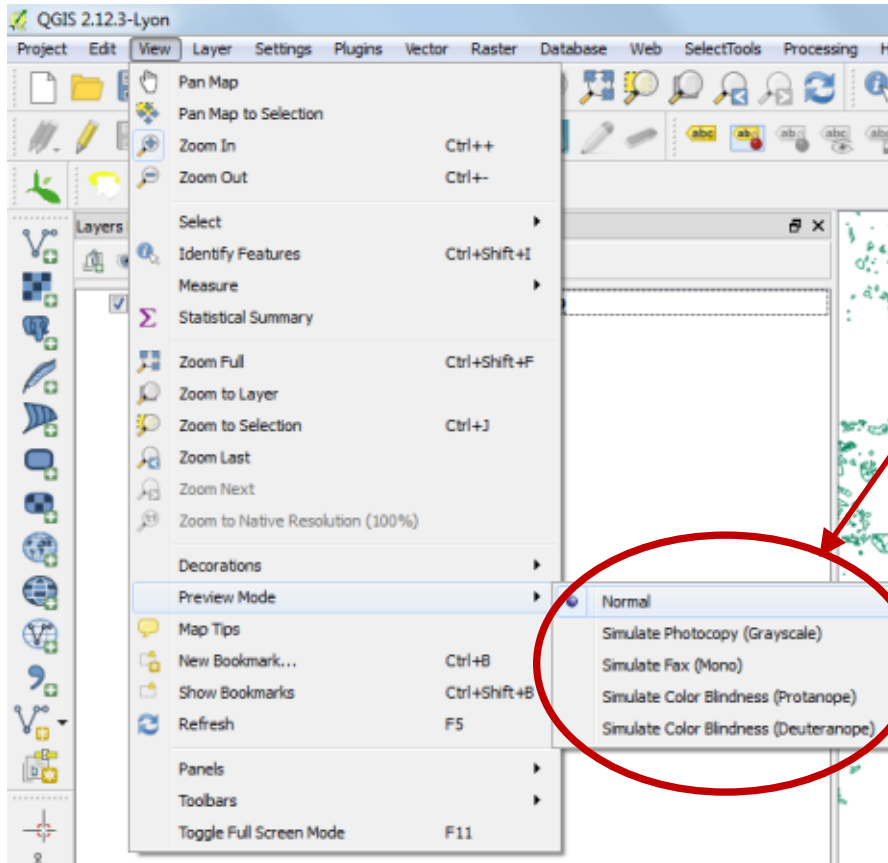 QGIS 2.12.3-Lyon
Project Edit View Layer Settings Plugins Vector Raster Database Web SelectTools Processing H
abc ab ab abc ab
Layers
Pan Map
Pan Map to Selection
Zoom In Ctrl++
Zoom Out Ctrl+-
Select
Identify Features Ctrl+Shift+I
Measure
Statistical Summary
Zoom Full Ctrl+Shift+F
Zoom to Layer
Zoom to Selection Ctrl+J
Zoom Last
Zoom Next
Zoom to Native Resolution (100%)
Decorations
Preview Mode
Normal
Simulate Photocopy (Grayscale)
Simulate Fax (Mono)
Simulate Color Blindness (Protanope)
Simulate Color Blindness (Deuteranope)
Map Tips
New Bookmark... Ctrl+B
Show Bookmarks Ctrl+Shift+B
Refresh F5
Panels
Toolbars
Toggle Full Screen Mode F11